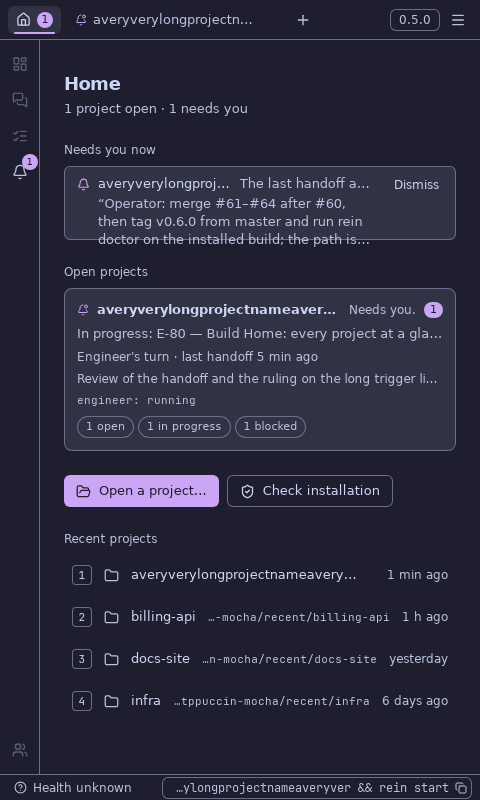 1
averyverylongprojectn…
0.5.0
Home
1 project open · 1 needs you
1
Needs you now
averyverylongproj… The last handoff a… Dismiss
“Operator: merge #61–#64 after #60,
then tag v0.6.0 from master and run rein
doctor on the installed build; the path is…
Open projects
averyverylongprojectnameaver… Needs you. 1
In progress: E-80 — Build Home: every project at a gla…
Engineer's turn · last handoff 5 min ago
Review of the handoff and the ruling on the long trigger li…
engineer: running
1 open 1 in progress 1 blocked
Open a project… Check installation
Recent projects
1 averyverylongprojectnameavery… 1 min ago
2 billing-api …-mocha/recent/billing-api 1 h ago
3 docs-site …n-mocha/recent/docs-site yesterday
4 infra …tppuccin-mocha/recent/infra 6 days ago
Health unknown …ylongprojectnameaveryver && rein start